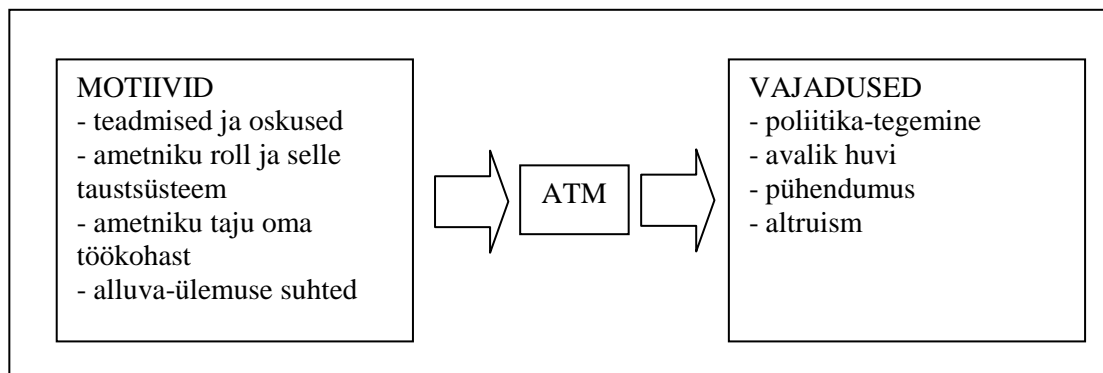 MOTIIVID
- teadmised ja oskused
- ametniku roll ja selle
taustsüsteem
- ametniku taju oma
töökohast
- alluva-ülemuse suhted
ATM
VAJADUSED
- poliitika-tegemine
- avalik huvi
- pühendumus
- altruism